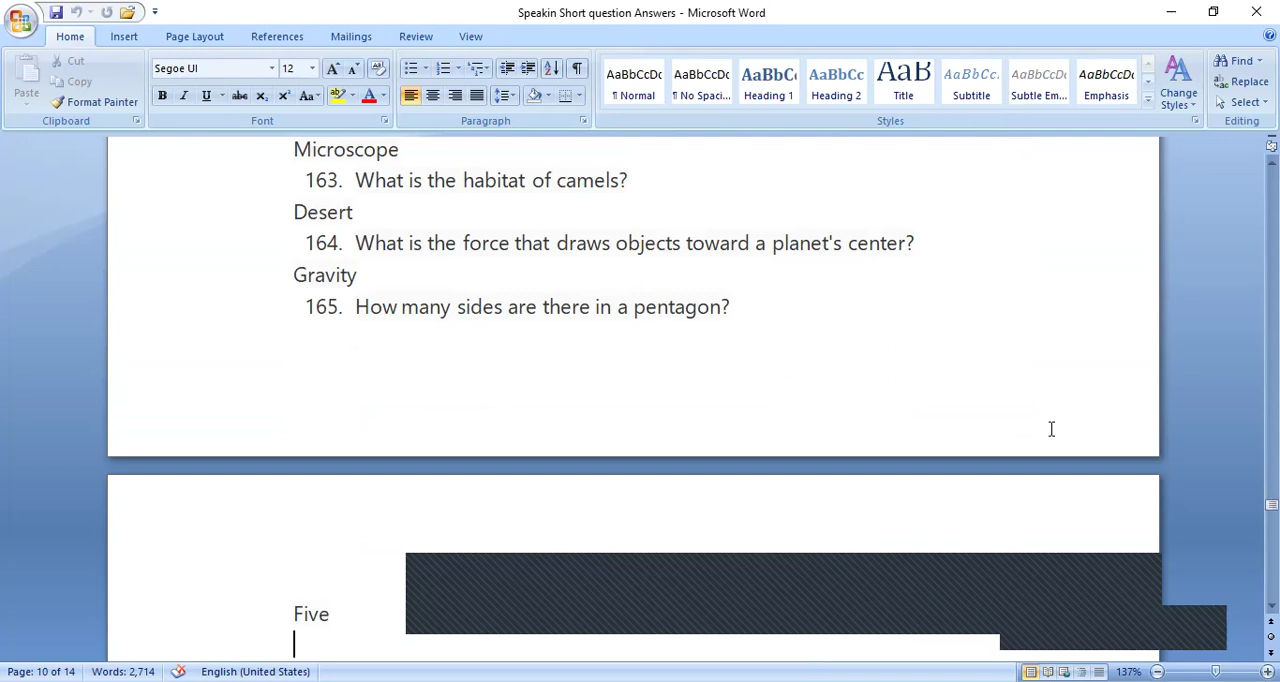 Speakin Short question Answers - Microsoft Word
Home Insert Page Layout References Mailings Review View
Paste
Cut
Copy
Format Painter
Clipboard
Segoe UI 12
Font
Paragraph
AaBbCcDc AaBbCcDc AaBbC AaBbCc AaB AaBbCc. AaBbCcDc AaBbCcDc
¶ Normal ¶ No Spaci... Heading 1 Heading 2 Title Subtitle Subtle Em... Emphasis
Change Styles
Styles
Find
Replace
Select
Editing
Microscope
163. What is the habitat of camels?
Desert
164. What is the force that draws objects toward a planet's center?
Gravity
165. How many sides are there in a pentagon?
Five
Page: 10 of 14 Words: 2,714 English (United States) 137%